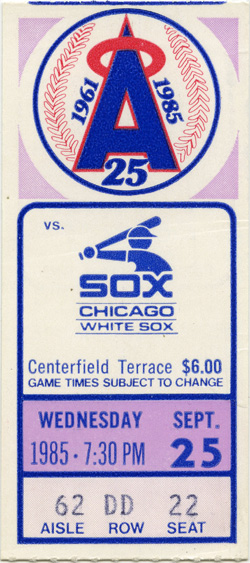 1961 A 1985
25
VS.
SOX
CHICAGO
WHITE SOX
Centerfield Terrace $6.00
GAME TIMES SUBJECT TO CHANGE
WEDNESDAY SEPT.
1985 • 7:30 PM 25
62 DD 22
AISLE ROW SEAT